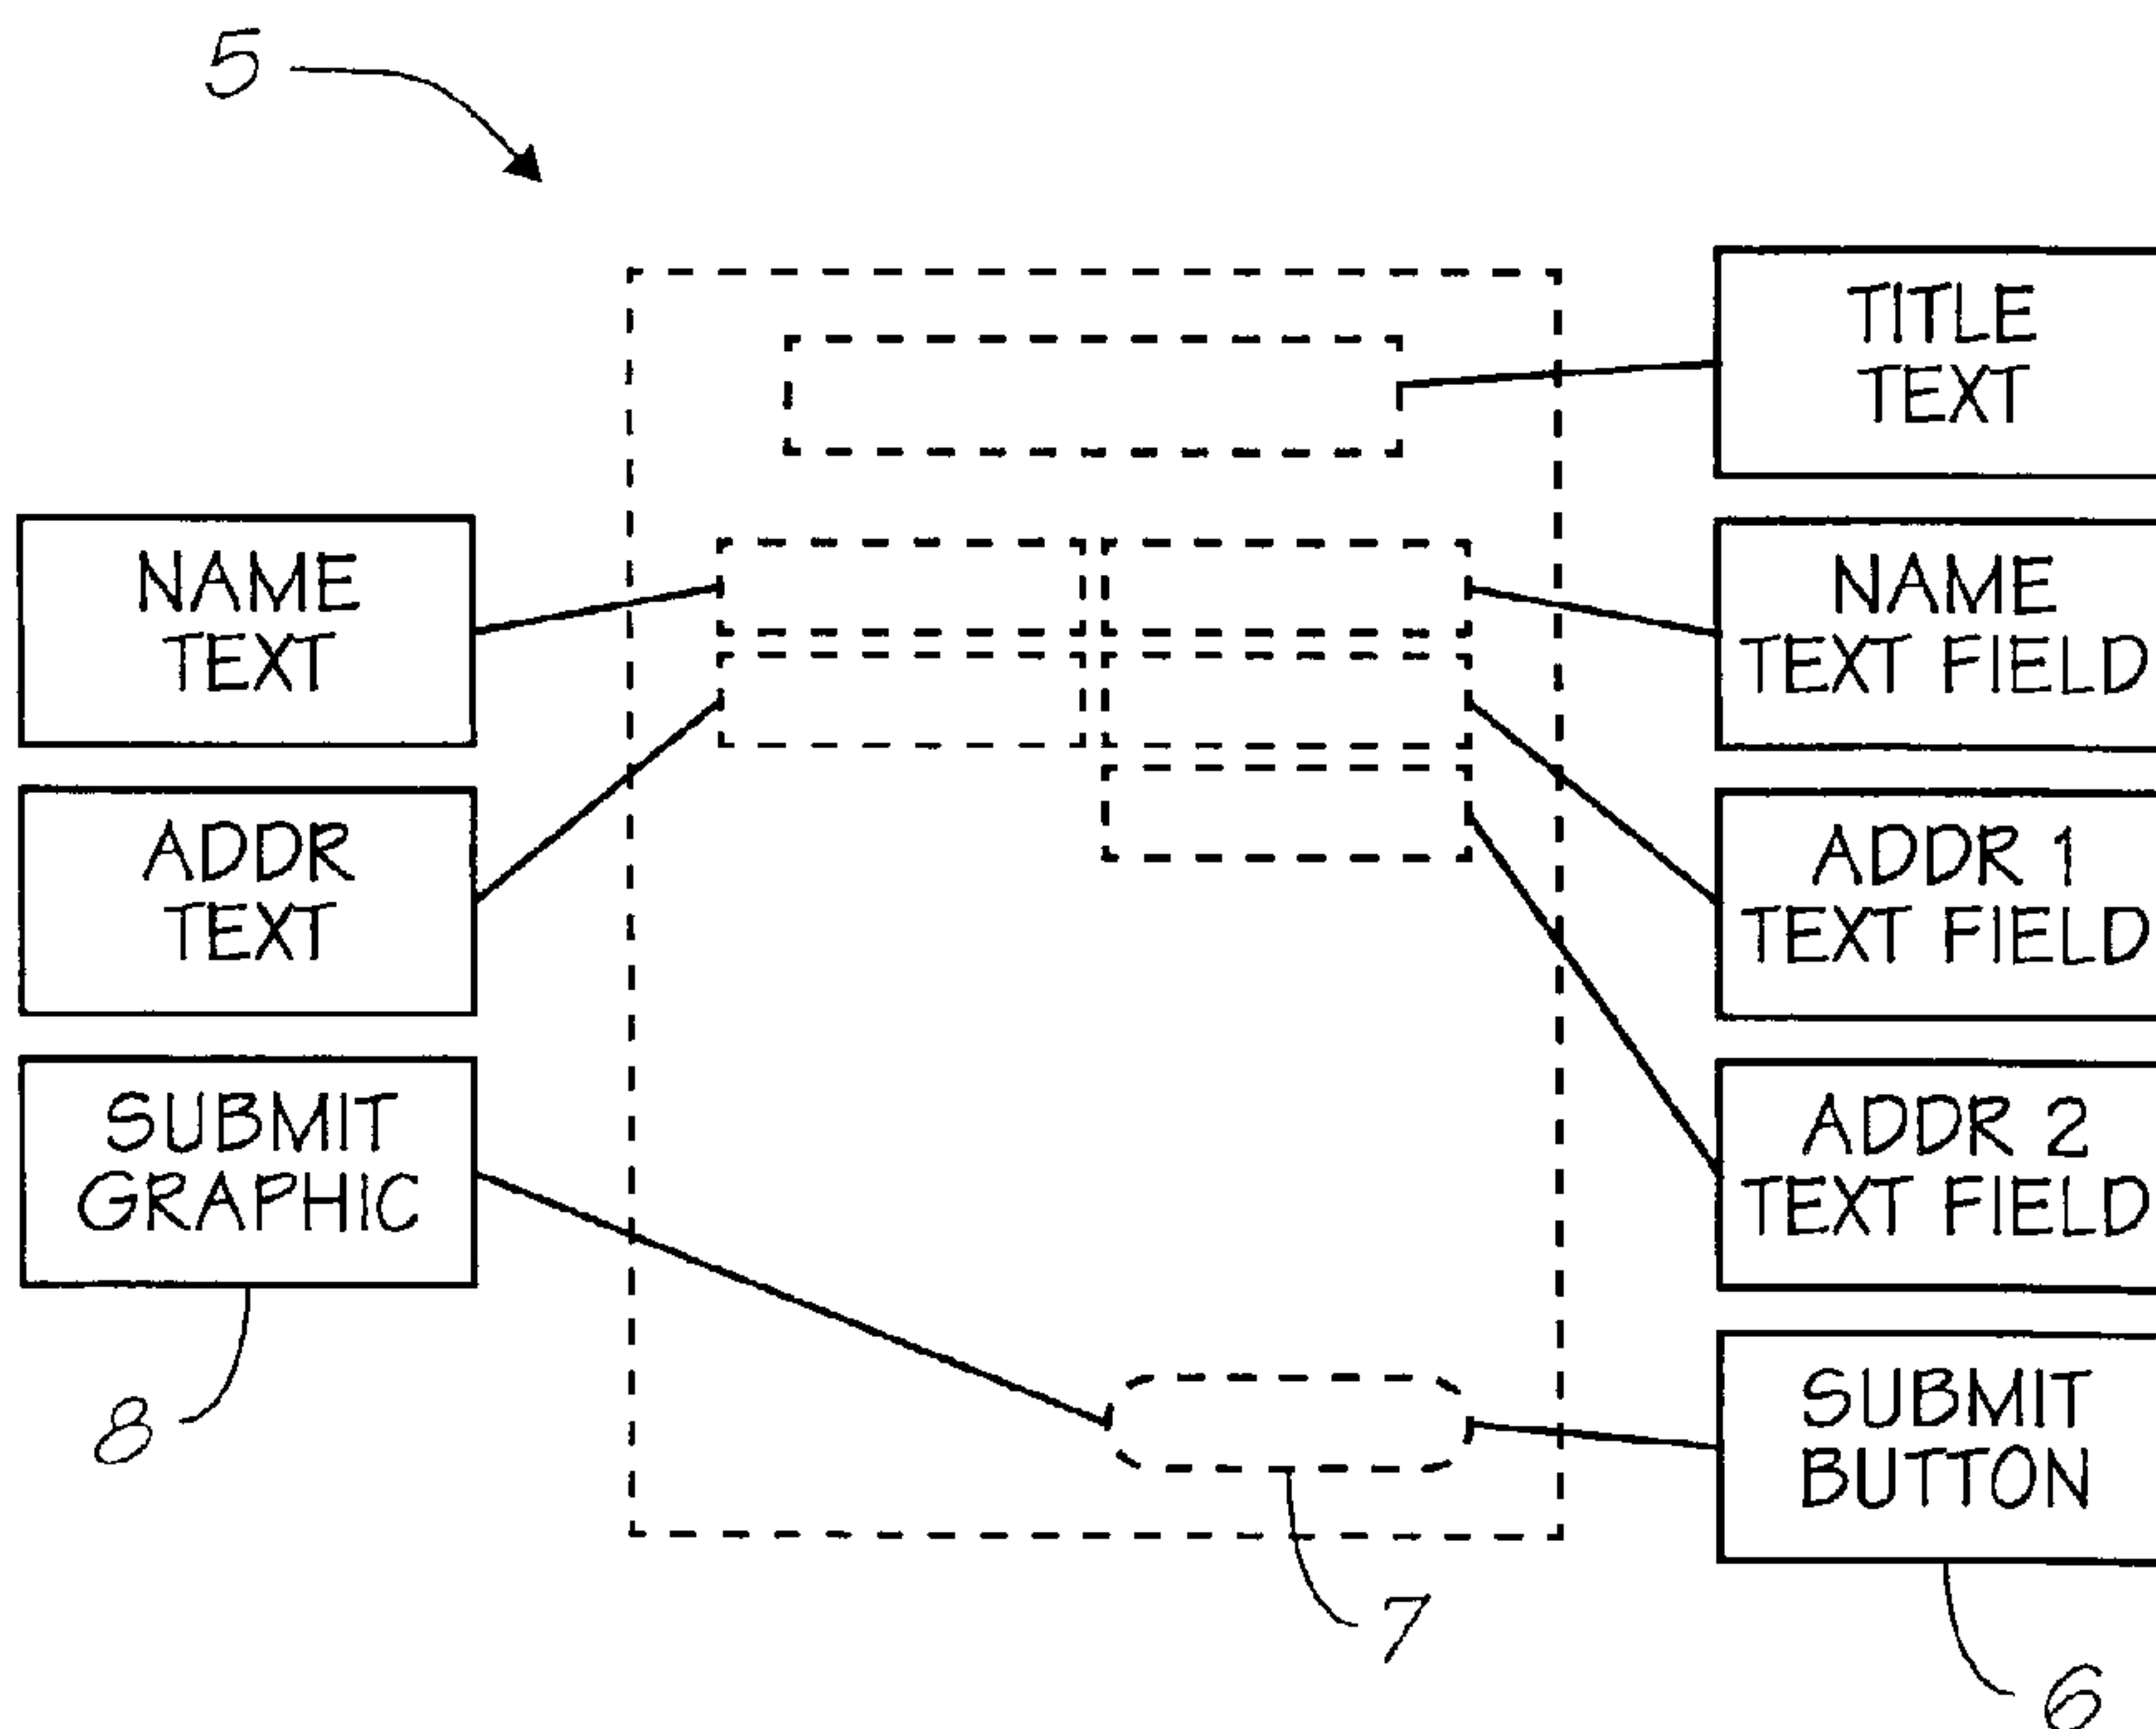 5
TITLE
TEXT
NAME
TEXT
NAME
TEXT FIELD
ADDR
TEXT
ADDR 1
TEXT FIELD
SUBMIT
GRAPHIC
ADDR 2
TEXT FIELD
SUBMIT
BUTTON
8
7
6